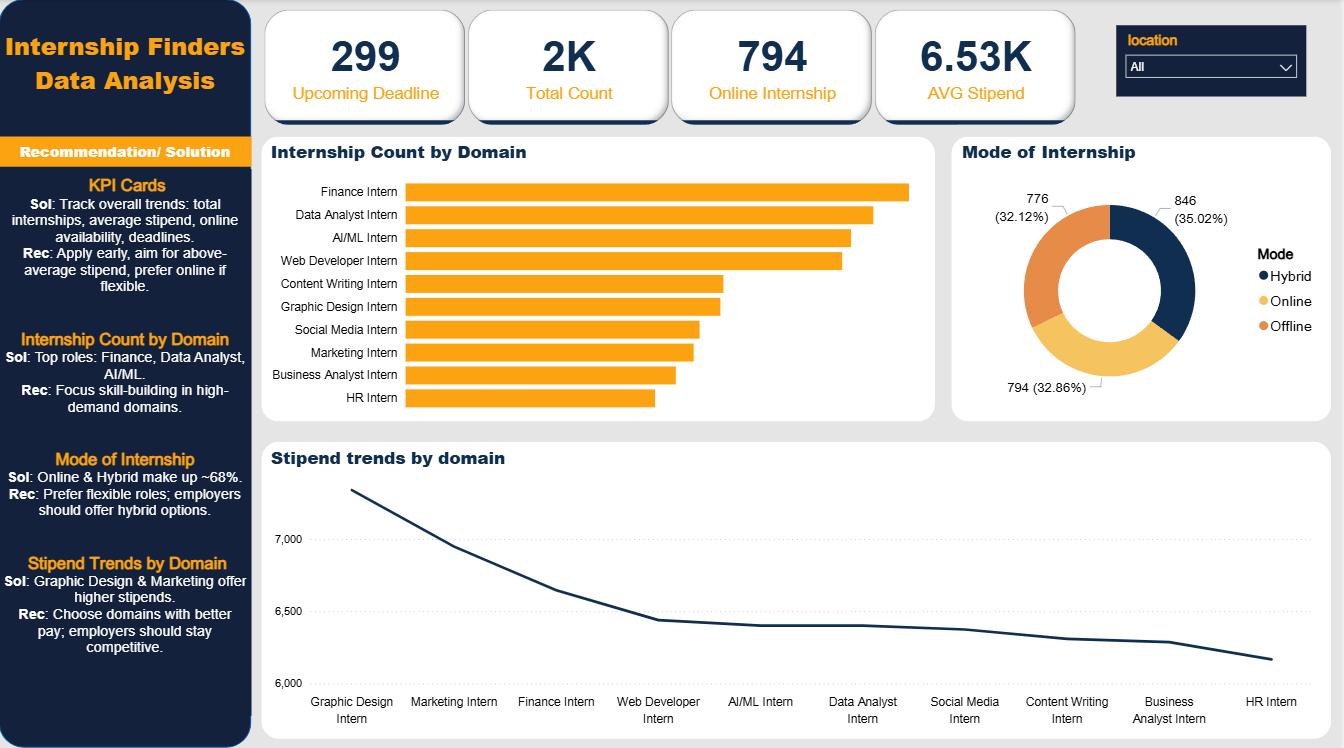 Internship Finders
Data Analysis
Recommendation/ Solution
KPI Cards
Sol: Track overall trends: total
internships, average stipend, online
availability, deadlines.
Rec: Apply early, aim for above-
average stipend, prefer online if
flexible.
Internship Count by Domain
Sol: Top roles: Finance, Data Analyst,
AI/ML.
Rec: Focus skill-building in high-
demand domains.
Mode of Internship
Sol: Online & Hybrid make up ~68%.
Rec: Prefer flexible roles; employers
should offer hybrid options.
Stipend Trends by Domain
Sol: Graphic Design & Marketing offer
higher stipends.
Rec: Choose domains with better
pay; employers should stay
competitive.
299
Upcoming Deadline
2K
Total Count
794
Online Internship
6.53K
AVG Stipend
location
All
Internship Count by Domain
Finance Intern
Data Analyst Intern
AI/ML Intern
Web Developer Intern
Content Writing Intern
Graphic Design Intern
Social Media Intern
Marketing Intern
Business Analyst Intern
HR Intern
Mode of Internship
776
(32.12%)
846
(35.02%)
794 (32.86%)
Mode
Hybrid
Online
Offline
Stipend trends by domain
7,000
6,500
6,000
Graphic Design
Intern
Marketing Intern
Finance Intern
Web Developer
Intern
AI/ML Intern
Data Analyst
Intern
Social Media
Intern
Content Writing
Intern
Business
Analyst Intern
HR Intern